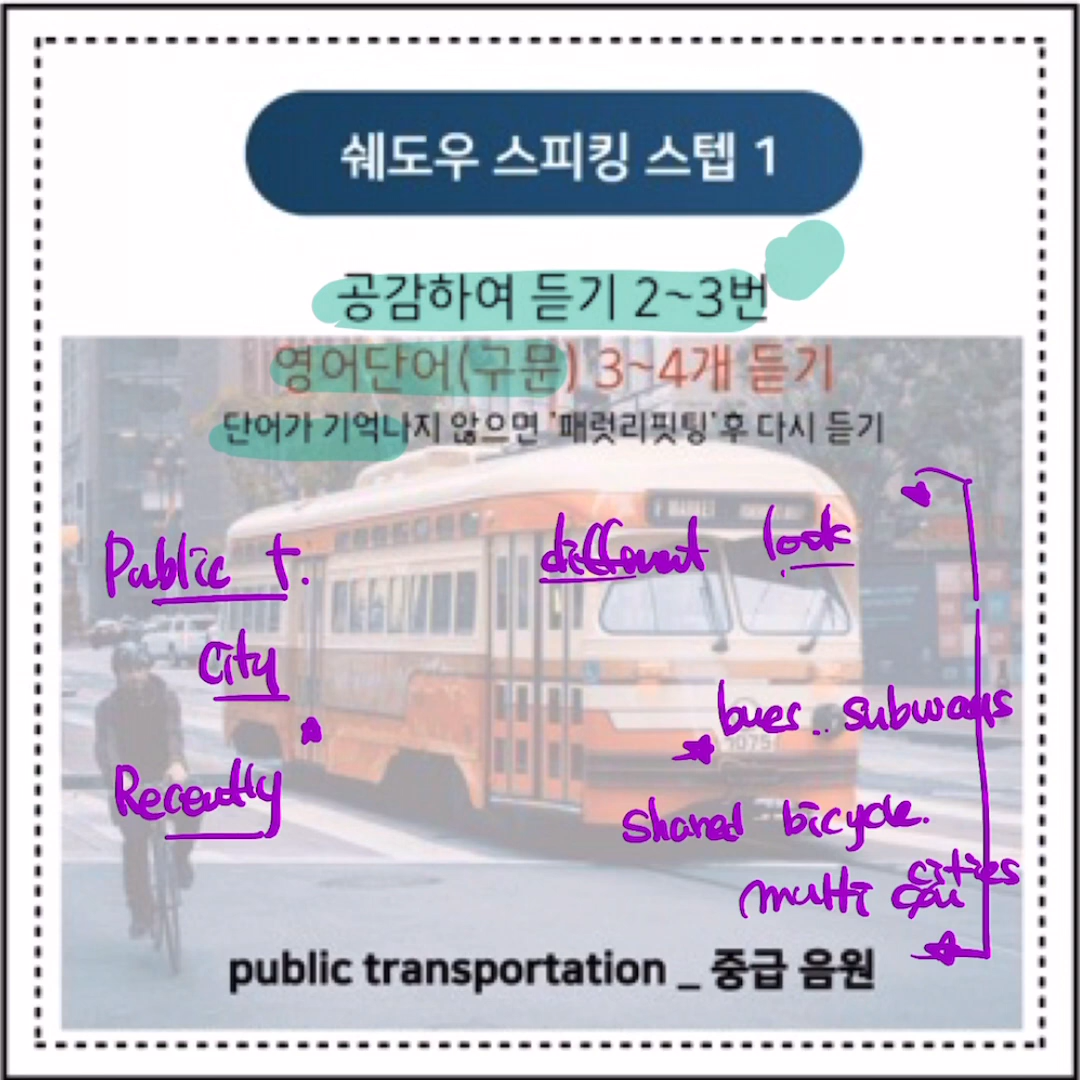 쉐도우 스피킹 스텝 1
공감하여 듣기 2~3번
영어단어(구문) 3~4개 듣기
단어가 기억나지 않으면 '패럿리핏팅'후 다시 듣기
Public t.
different look
City
bues.. subways
Recently
Shared bicycle.
cities
multi
public transportation _ 중급 음원